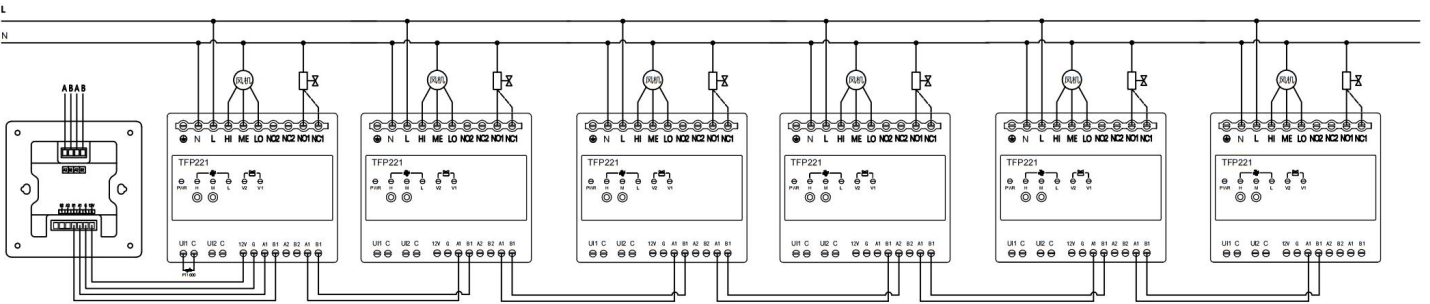 L
N
A B A B
风机 风机 风机 风机 风机 风机
N L HI ME LO NO2 NC2 NO1 NC1
N L HI ME LO NO2 NC2 NO1 NC1
N L HI ME LO NO2 NC2 NO1 NC1
N L HI ME LO NO2 NC2 NO1 NC1
N L HI ME LO NO2 NC2 NO1 NC1
N L HI ME LO NO2 NC2 NO1 NC1
TFP221 TFP221 TFP221 TFP221 TFP221 TFP221
PWR H M L V2 V1
PWR H M L V2 V1
PWR H M L V2 V1
PWR H M L V2 V1
PWR H M L V2 V1
PWR H M L V2 V1
UI1 C UI2 C 12V G A1 B1 A2 B2 A1 B1
UI1 C UI2 C 12V G A1 B1 A2 B2 A1 B1
UI1 C UI2 C 12V G A1 B1 A2 B2 A1 B1
UI1 C UI2 C 12V G A1 B1 A2 B2 A1 B1
UI1 C UI2 C 12V G A1 B1 A2 B2 A1 B1
UI1 C UI2 C 12V G A1 B1 A2 B2 A1 B1
PT1000